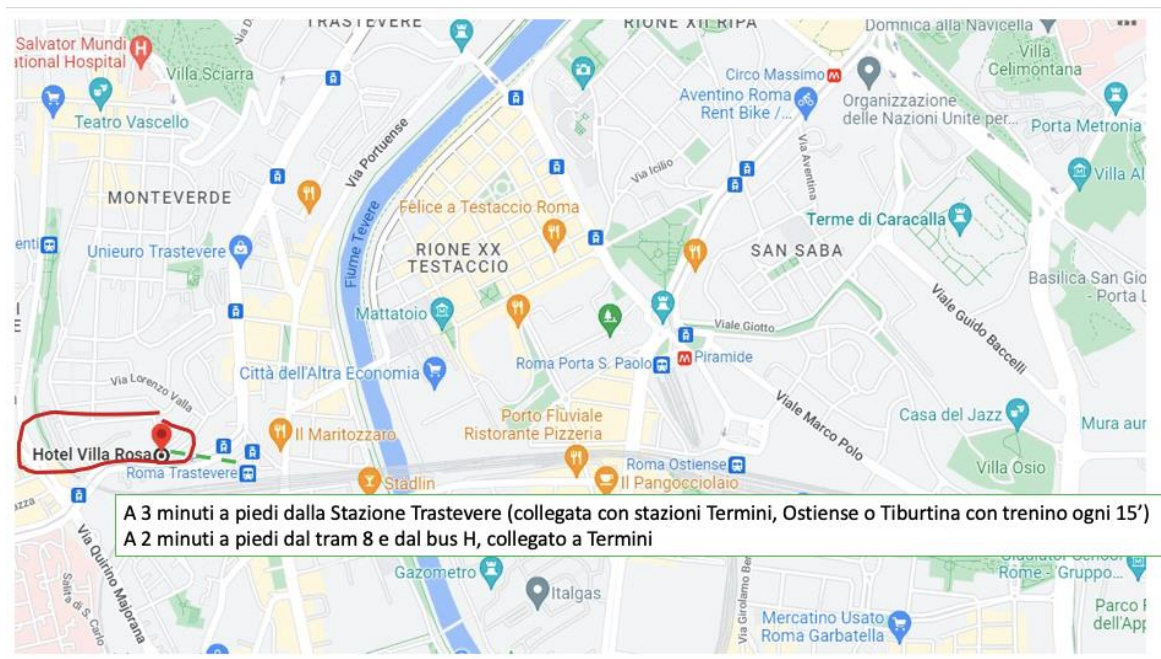 TRASTEVERE
RIONE XII RIPA
Domnica alla Navicella
Salvator Mundi
ational Hospital
Villa Sciarra
Villa
Celimontana
Circo Massimo
Teatro Vascello
Aventino Roma
Rent Bike /...
Organizzazione
delle Nazioni Unite per...
Porta Metronia
Via Portuense
Via Icilio
Via Aventina
Villa Al
MONTEVERDE
Felice a Testaccio Roma
Terme di Caracalla
Unieuro Trastevere
Fiume Tevere
RIONE XX
TESTACCIO
SAN SABA
Basilica San Gio
- Porta L
Mattatoio
Viale Giotto
Viale Guido Baccelli
Roma Porta S. Paolo
Piramide
Via Lorenzo Valla
Città dell'Altra Economia
Viale Marco Polo
Porto Fluviale
Ristorante Pizzeria
Casa del Jazz
Mura aur
Il Maritozzaro
Hotel Villa Rosa
Roma Trastevere
Roma Ostiense
Villa Osio
Stadlin
Il Pangocciolaio
azza
A 3 minuti a piedi dalla Stazione Trastevere (collegata con stazioni Termini, Ostiense o Tiburtina con trenino ogni 15’)
A 2 minuti a piedi dal tram 8 e dal bus H, collegato a Termini
Via Quirino Majorana
Gazometro
Rome - Gruppo...
Salita di S. Carlo
Italgas
Via Girolamo Be
Mercatino Usato
Roma Garbatella
Parco
dell'App